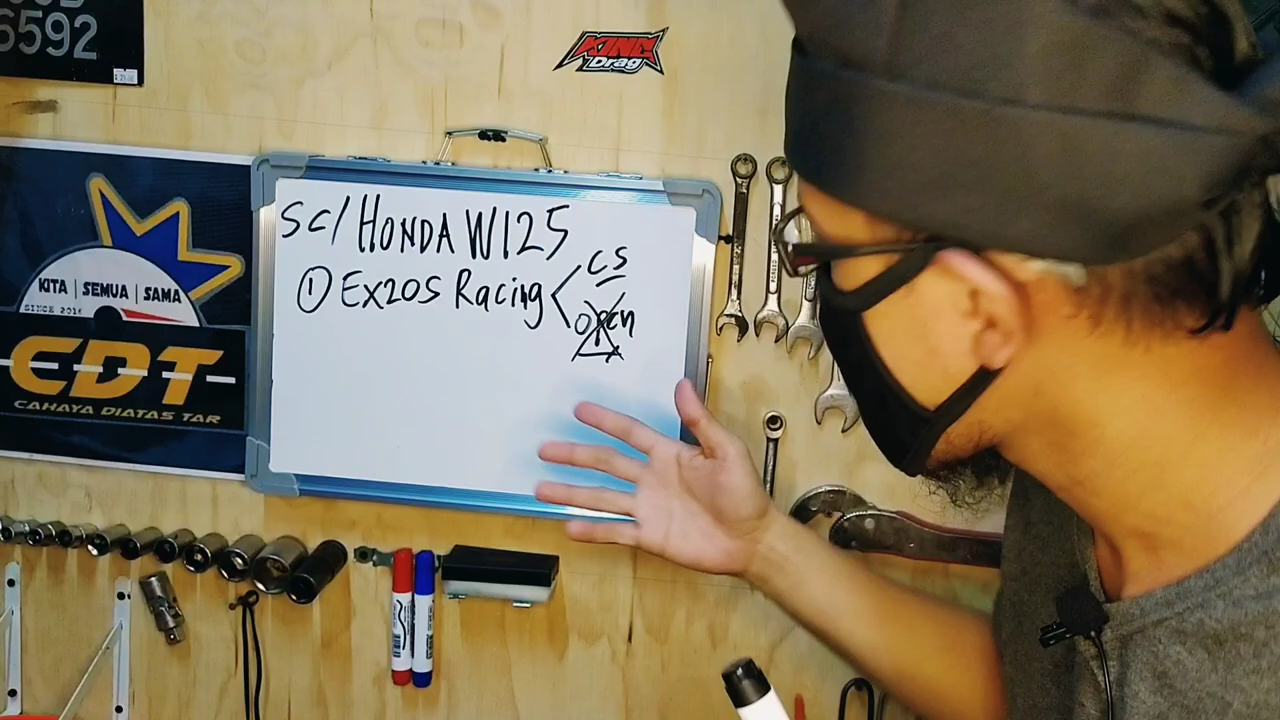 6592
KING
Drag
SC/HONDA W125
① EX20S Racing < CS
open
KITA | SEMUA | SAMA
SINCE 2016
CDT
CAHAYA DIATAS TAR